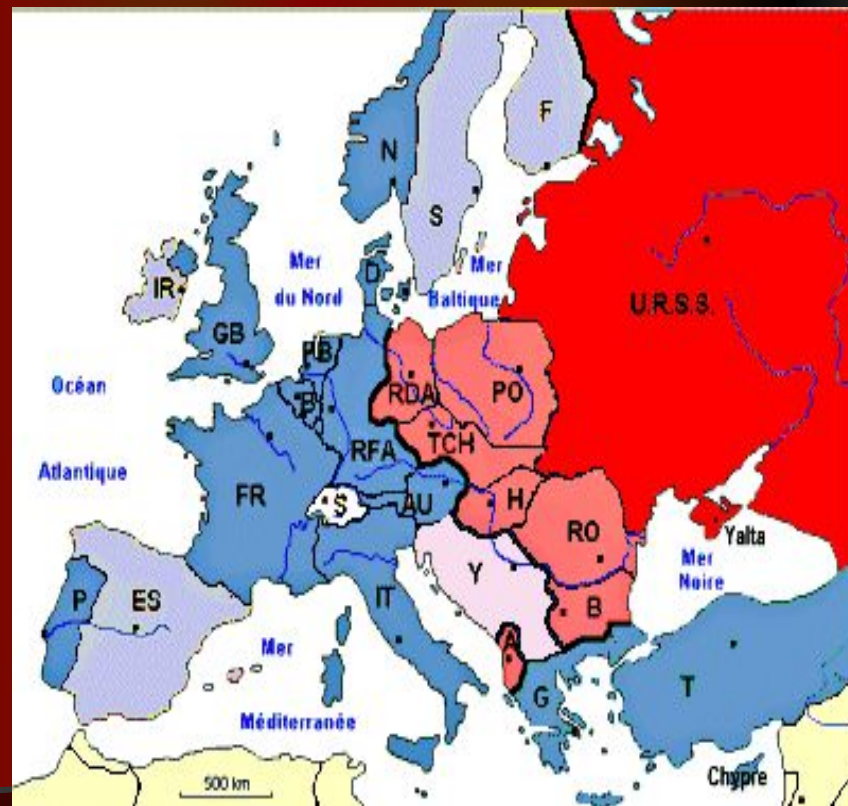 F
N
S
Mer
du Nord
Mer
Baltique
D
IR
GB
U.R.S.S.
PB
B
RDA
PO
Océan
Atlantique
RFA
TCH
FR
S
AU
H
RO
Yalta
Mer
Noire
P
ES
IT
Y
B
A
Mer
Méditerranée
G
T
Chypre
500 km